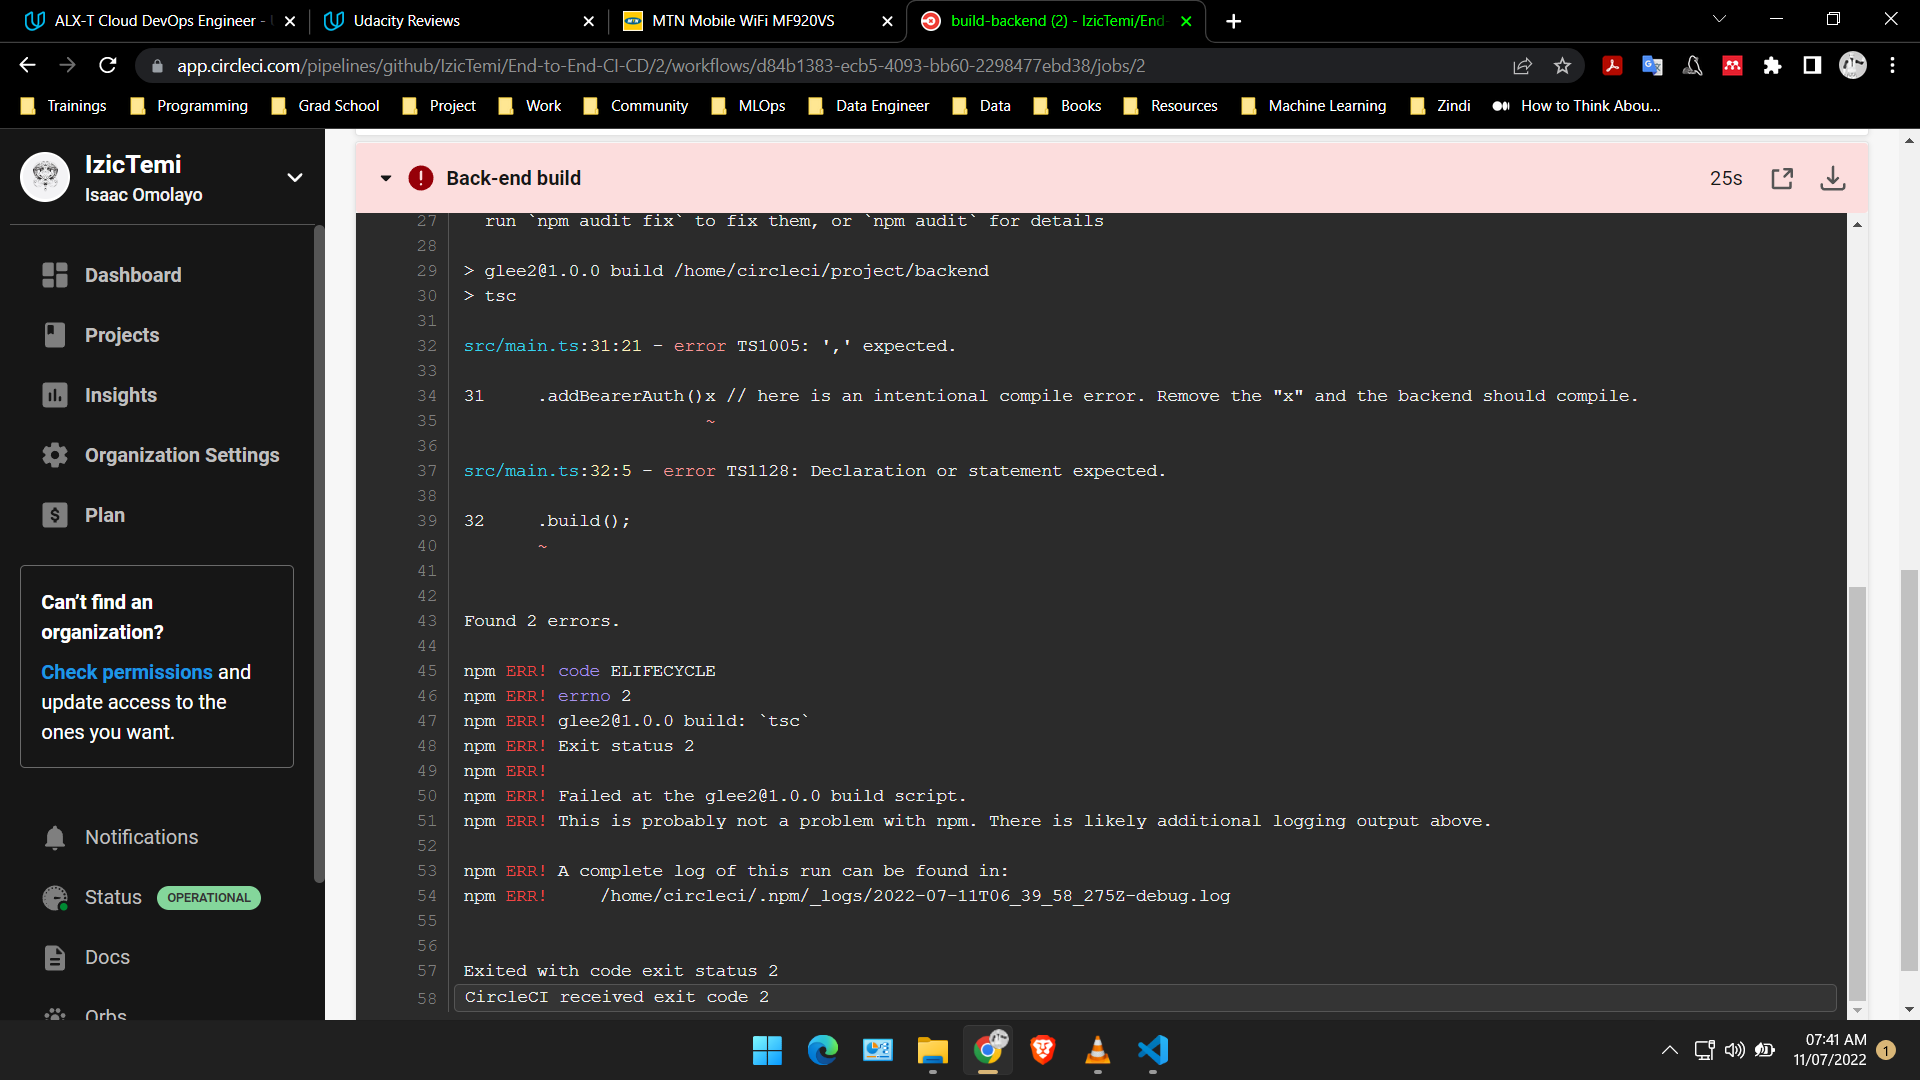 ALX-T Cloud DevOps Engineer -
Udacity Reviews
MTN Mobile WiFi MF920VS
build-backend (2) - IzicTemi/End-
app.circleci.com/pipelines/github/IzicTemi/End-to-End-CI-CD/2/workflows/d84b1383-ecb5-4093-bb60-2298477ebd38/jobs/2
Trainings
Programming
Grad School
Project
Work
Community
MLOps
Data Engineer
Data
Books
Resources
Machine Learning
Zindi
How to Think Abou...
IzicTemi
Isaac Omolayo
Dashboard
Projects
Insights
Organization Settings
Plan
Can't find an
organization?
Check permissions and
update access to the
ones you want.
Notifications
Status OPERATIONAL
Docs
Orbs
Back-end build
25s
27 run `npm audit fix` to fix them, or `npm audit` for details
28
29 > glee2@1.0.0 build /home/circleci/project/backend
30 > tsc
31
32 src/main.ts:31:21 - error TS1005: ',' expected.
33
34 31 .addBearerAuth()x // here is an intentional compile error. Remove the "x" and the backend should compile.
35 ~
36
37 src/main.ts:32:5 - error TS1128: Declaration or statement expected.
38
39 32 .build();
40 ~
41
42
43 Found 2 errors.
44
45 npm ERR! code ELIFECYCLE
46 npm ERR! errno 2
47 npm ERR! glee2@1.0.0 build: `tsc`
48 npm ERR! Exit status 2
49 npm ERR!
50 npm ERR! Failed at the glee2@1.0.0 build script.
51 npm ERR! This is probably not a problem with npm. There is likely additional logging output above.
52
53 npm ERR! A complete log of this run can be found in:
54 npm ERR! /home/circleci/.npm/_logs/2022-07-11T06_39_58_275Z-debug.log
55
56
57 Exited with code exit status 2
58 CircleCI received exit code 2
07:41 AM
11/07/2022
1